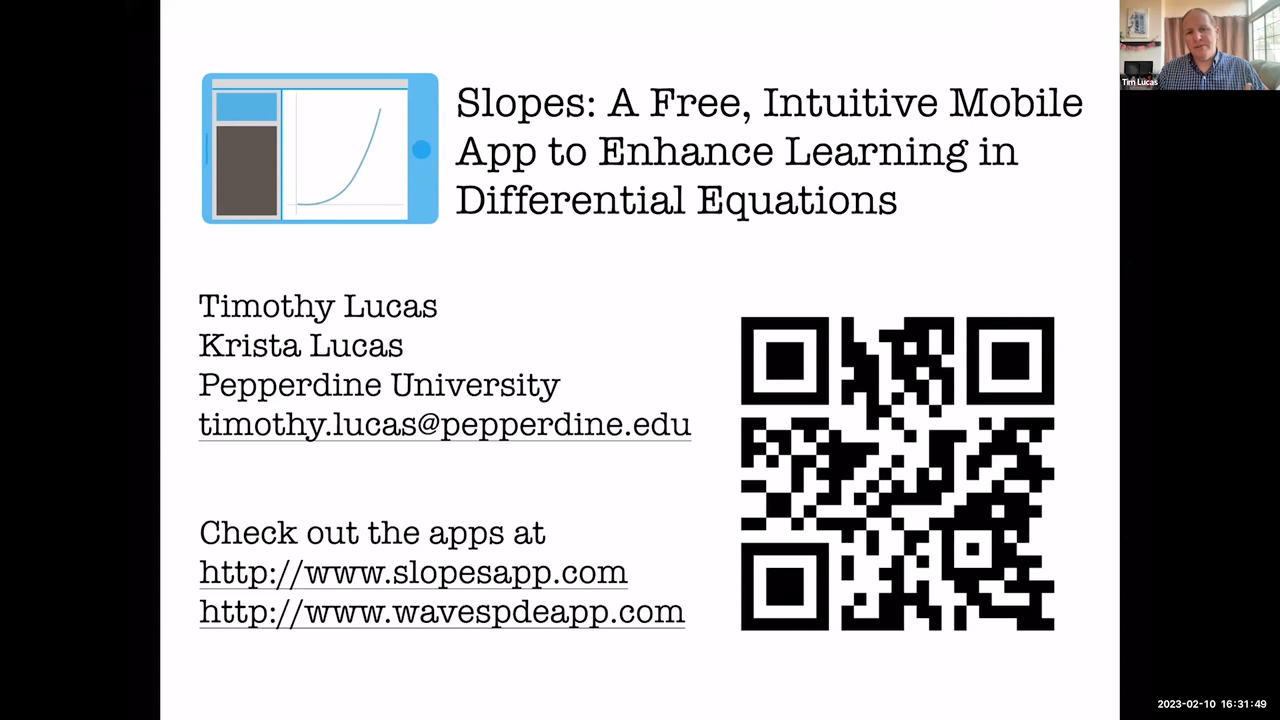 Slopes: A Free, Intuitive Mobile
App to Enhance Learning in
Differential Equations
Timothy Lucas
Krista Lucas
Pepperdine University
timothy.lucas@pepperdine.edu
Check out the apps at
http://www.slopesapp.com
http://www.wavespdeapp.com
Tim Lucas
2023-02-10 16:31:49